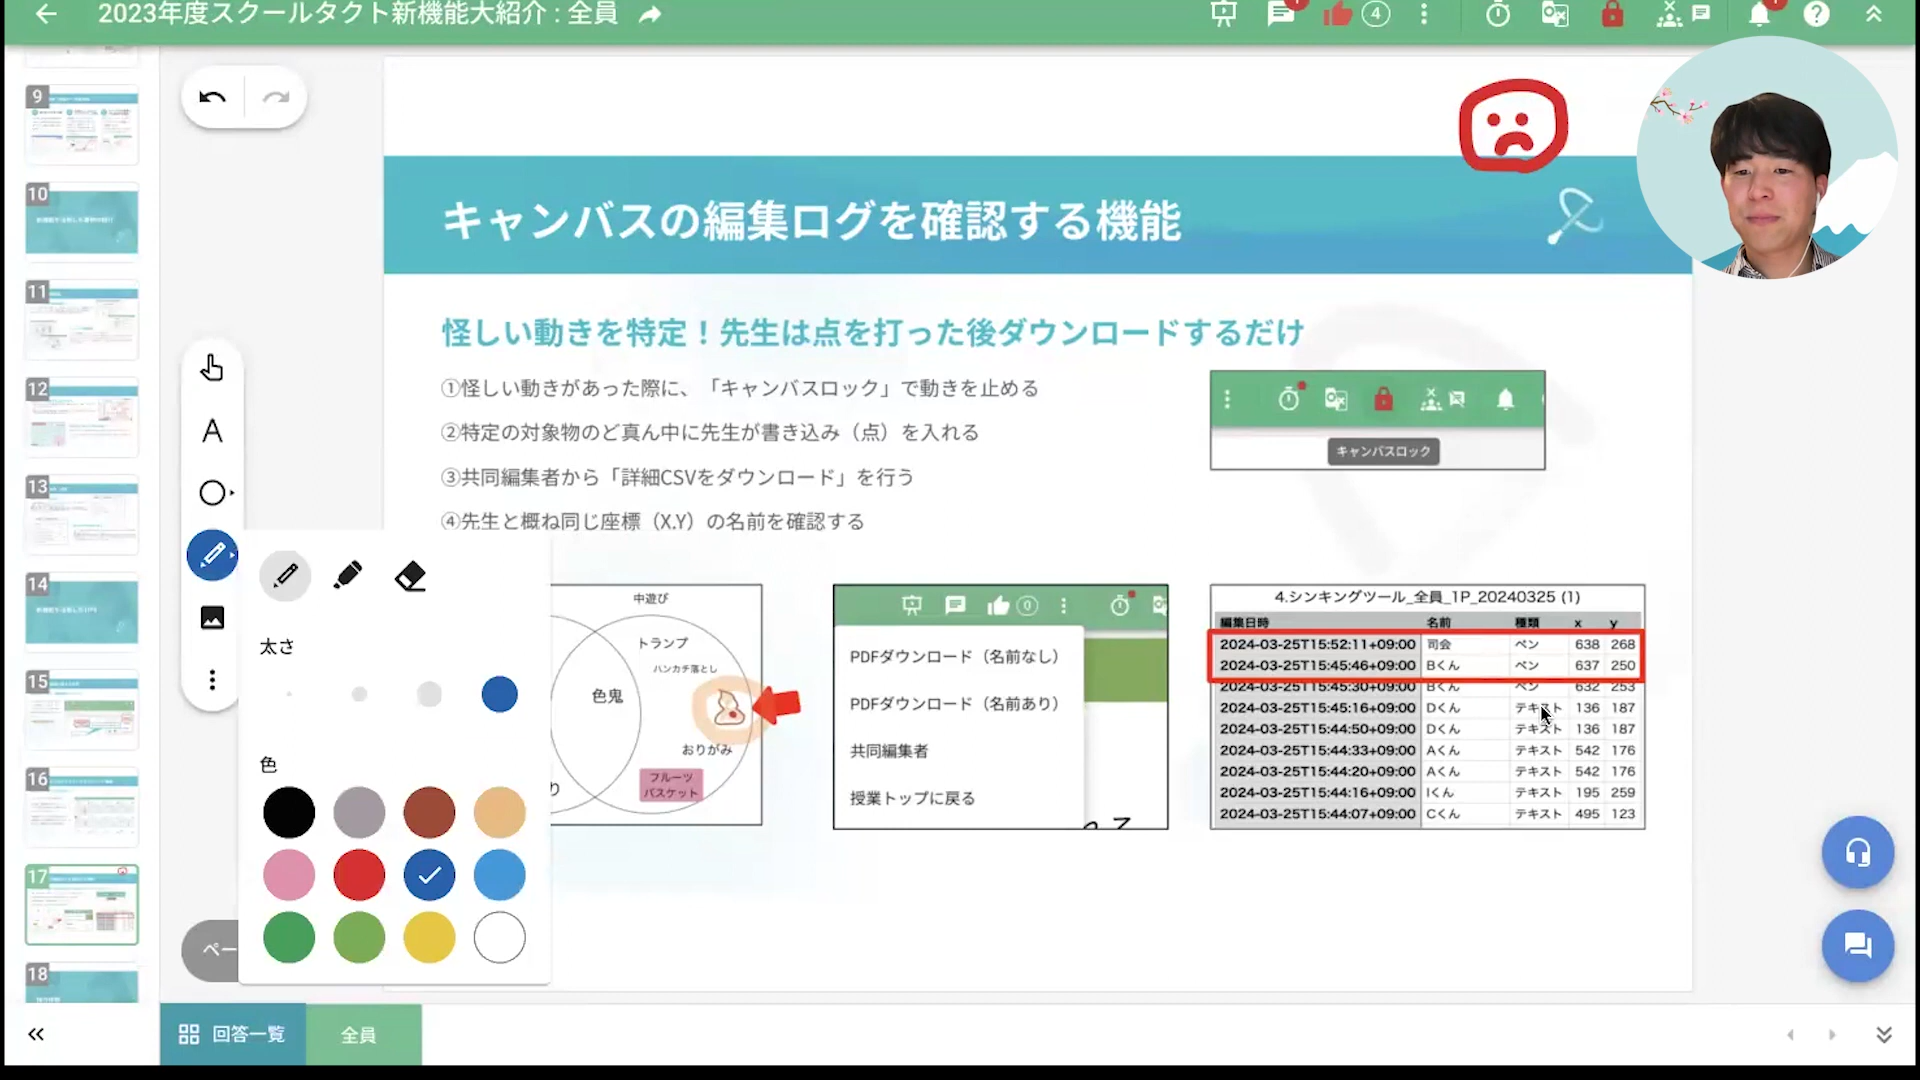 2023年度スクールタクト新機能大紹介 : 全員
4
9
10
11
12
13
14
15
16
17
18
キャンバスの編集ログを確認する機能
怪しい動きを特定！先生は点を打った後ダウンロードするだけ
①怪しい動きがあった際に、「キャンバスロック」で動きを止める
②特定の対象物のど真ん中に先生が書き込み（点）を入れる
③共同編集者から「詳細CSVをダウンロード」を行う
④先生と概ね同じ座標（X.Y）の名前を確認する
キャンバスロック
A
太さ
色
ペー
中遊び
トランプ
ハンカチ落とし
色鬼
おりがみ
フルーツ
バスケット
り
0
PDFダウンロード（名前なし）
PDFダウンロード（名前あり）
共同編集者
授業トップに戻る
4.シンキングツール_全員_1P_20240325 (1)
編集日時 名前 種類 x y
2024-03-25T15:52:11+09:00 司会 ペン 638 268
2024-03-25T15:45:46+09:00 Bくん ペン 637 250
2024-03-25T15:45:30+09:00 Bくん ペン 632 253
2024-03-25T15:45:16+09:00 Dくん テキスト 136 187
2024-03-25T15:44:50+09:00 Dくん テキスト 136 187
2024-03-25T15:44:33+09:00 Aくん テキスト 542 176
2024-03-25T15:44:20+09:00 Aくん テキスト 542 176
2024-03-25T15:44:16+09:00 Iくん テキスト 195 259
2024-03-25T15:44:07+09:00 Cくん テキスト 495 123
回答一覧
全員